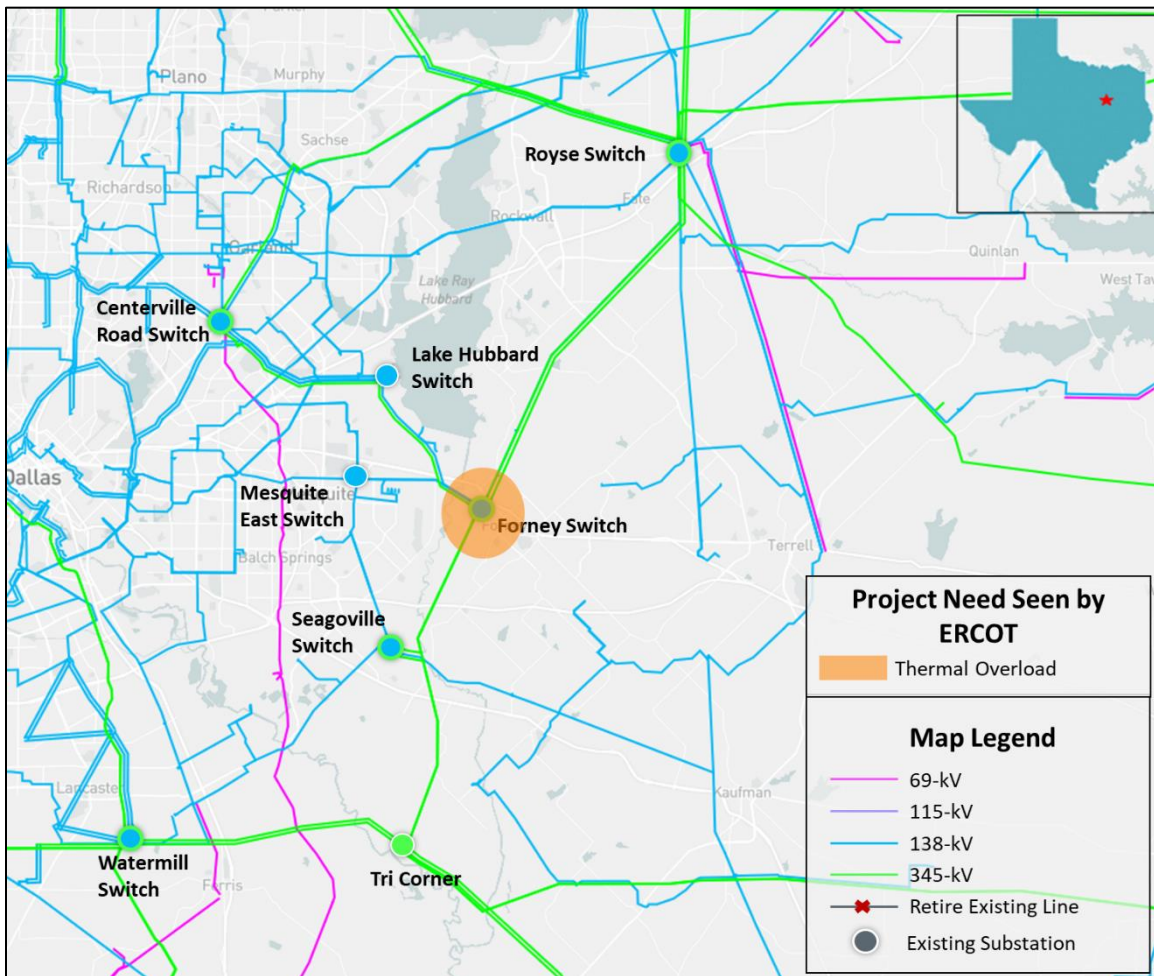 Plano
Murphy
Sachse
Richardson
Garland
Rockwall
Fate
Royse Switch
Quinlan
West Taw
Lake Ray
Hubbard
Centerville
Road Switch
Lake Hubbard
Switch
Dallas
Mesquite
Mesquite
East Switch
Forney Switch
Balch Springs
Terrell
Seagoville
Switch
Lancaster
Kaufman
Watermill
Switch
Ferris
Tri Corner
Project Need Seen by
ERCOT
Thermal Overload
Map Legend
69-kV
115-kV
138-kV
345-kV
Retire Existing Line
Existing Substation